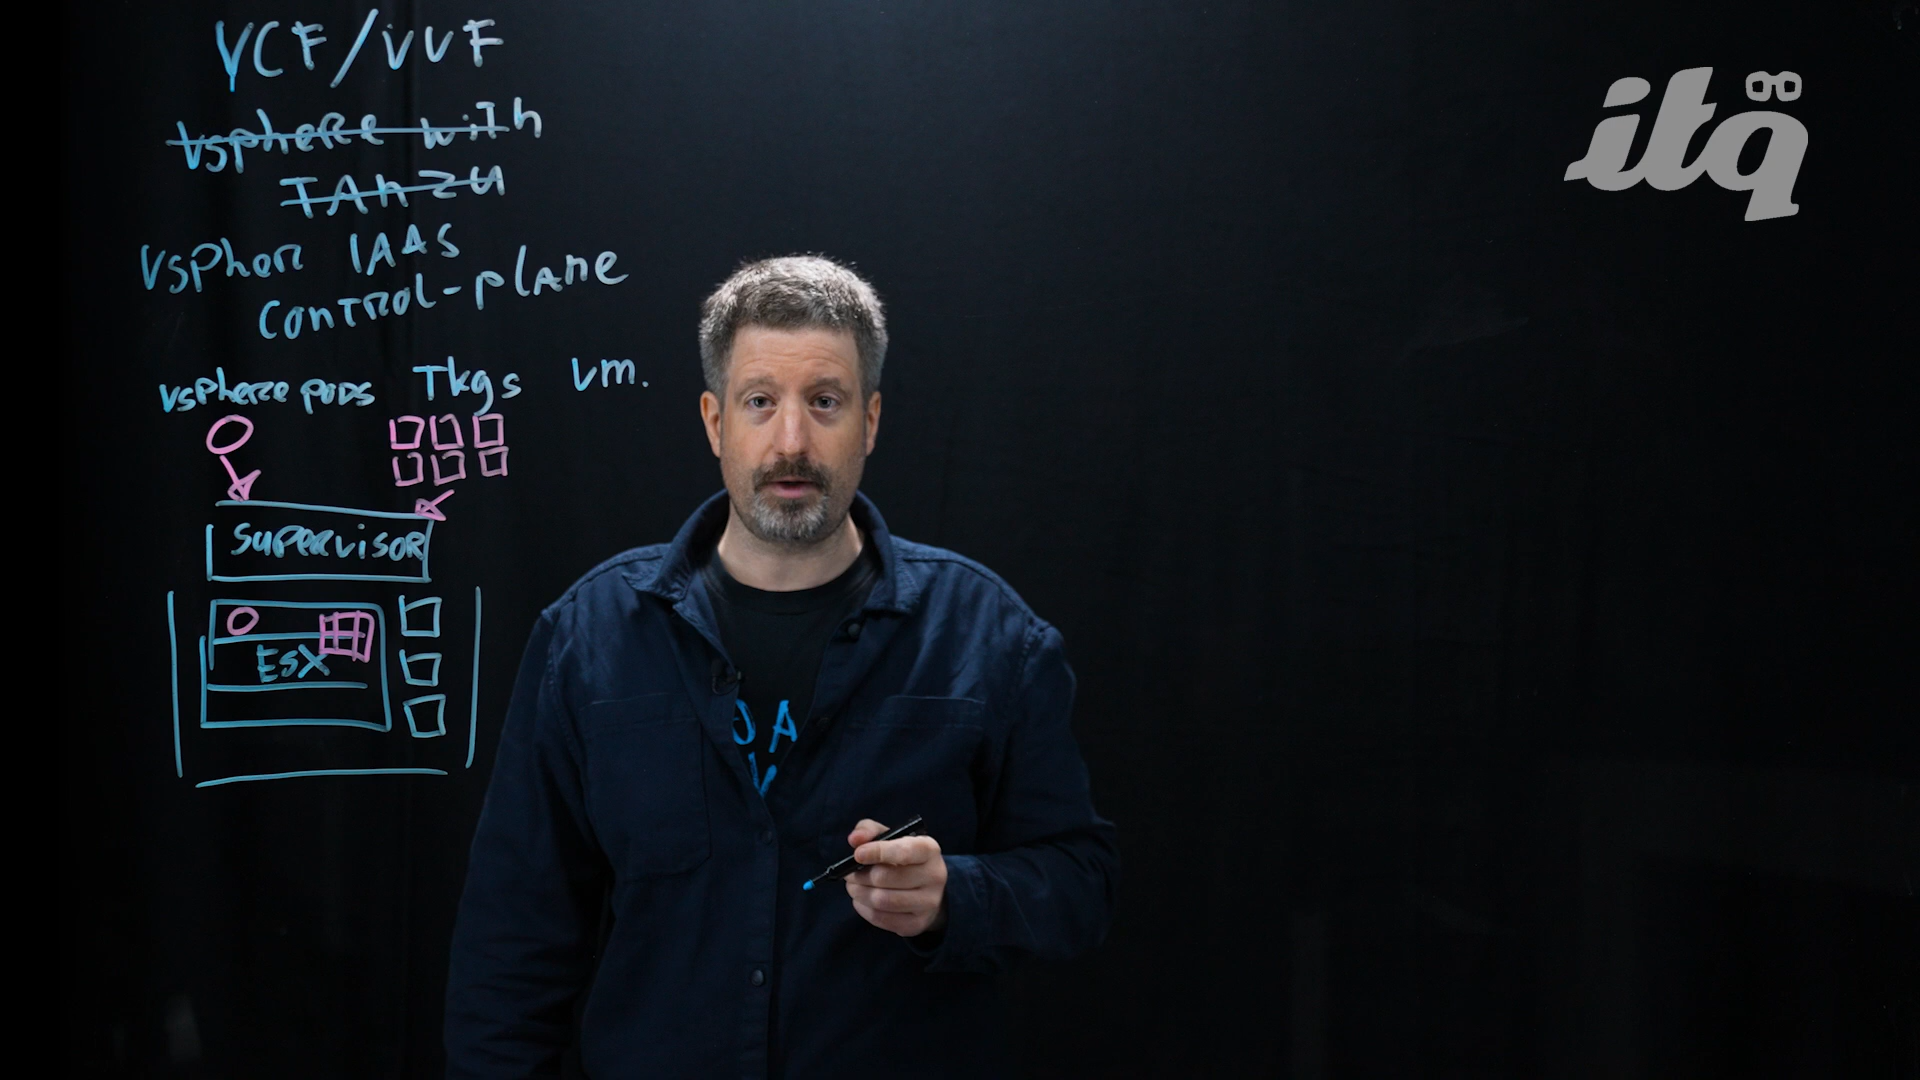 VCF/VVF
vsphere with
TAnzu
vsphere IAAS
control-plane
vsphere pods Tkgs vm.
supervisor
ESX
itq